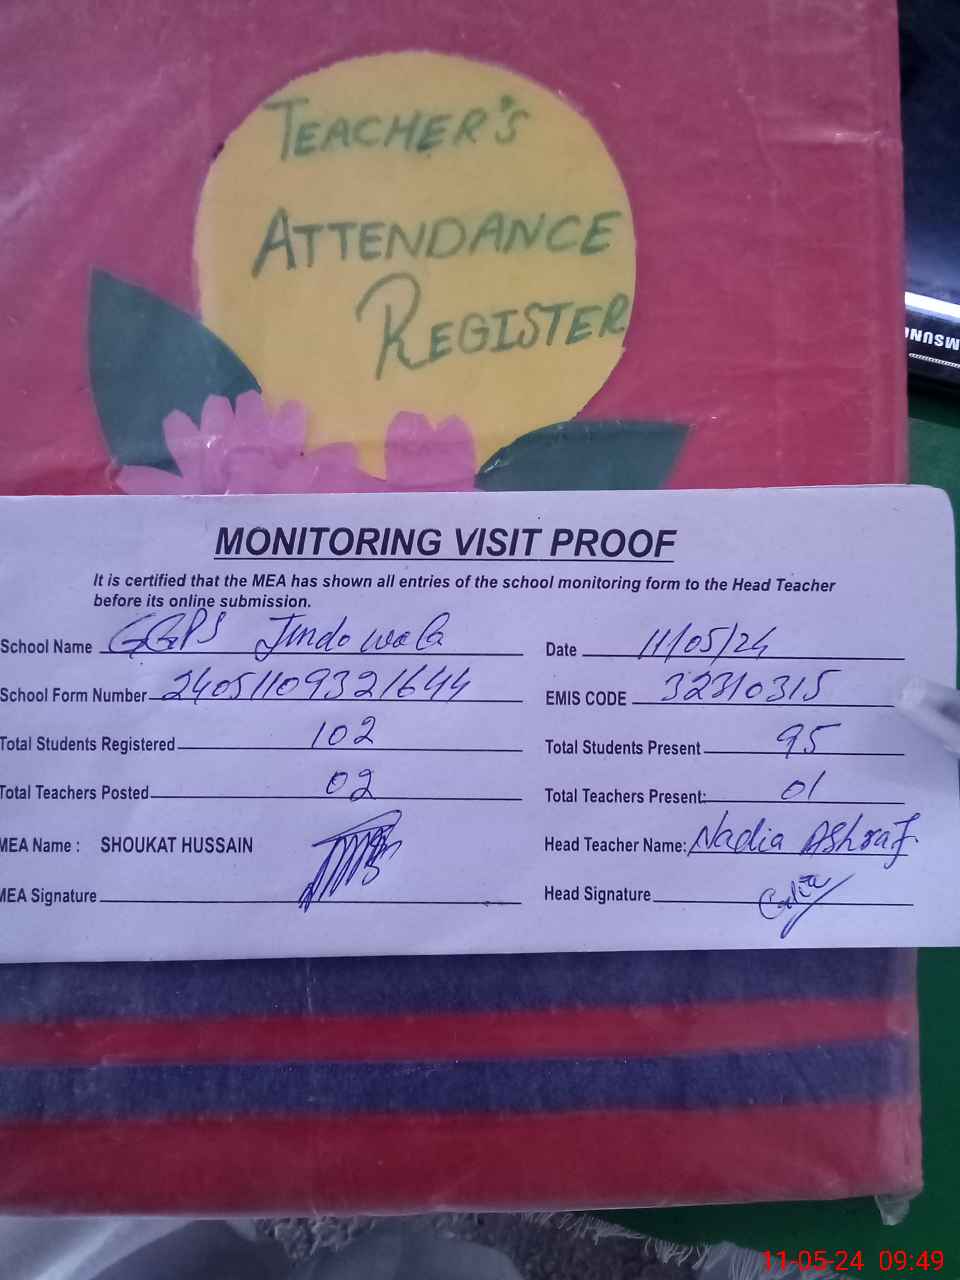 TEACHER'S
ATTENDANCE
REGISTER
SAMSUNG
MONITORING VISIT PROOF
It is certified that the MEA has shown all entries of the school monitoring form to the Head Teacher
before its online submission.
School Name GGPS Jindo wala Date 11/05/24
School Form Number 24051109321644 EMIS CODE 32310315
Total Students Registered 102 Total Students Present 95
Total Teachers Posted 02 Total Teachers Present: 01
MEA Name : SHOUKAT HUSSAIN Head Teacher Name: Nadia Ashraf
MEA Signature Head Signature
11-05-24 09:49